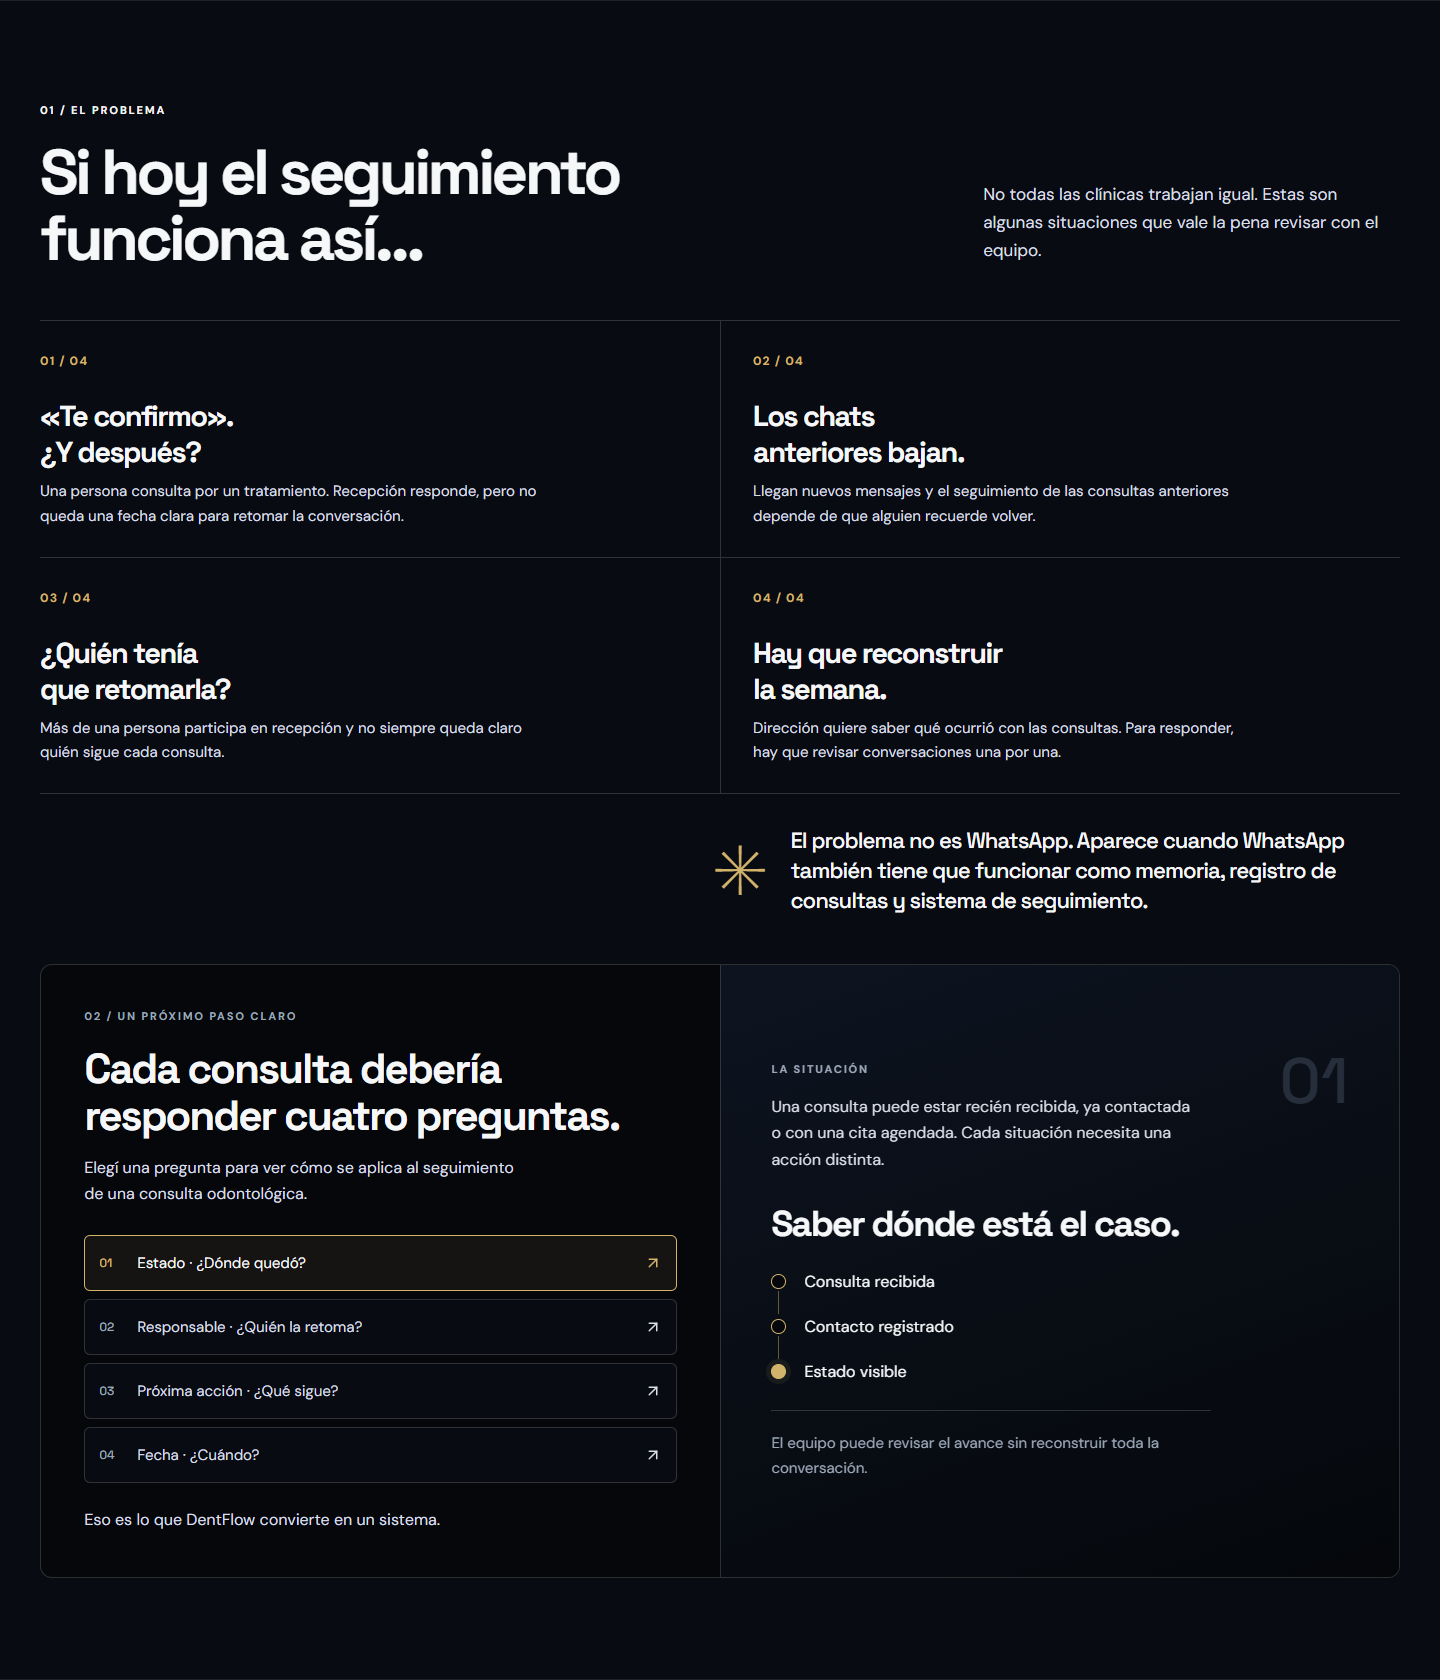 01 / EL PROBLEMA
Si hoy el seguimiento
funciona así...
No todas las clínicas trabajan igual. Estas son
algunas situaciones que vale la pena revisar con el
equipo.
01 / 04
«Te confirmo».
¿Y después?
Una persona consulta por un tratamiento. Recepción responde, pero no
queda una fecha clara para retomar la conversación.
02 / 04
Los chats
anteriores bajan.
Llegan nuevos mensajes y el seguimiento de las consultas anteriores
depende de que alguien recuerde volver.
03 / 04
¿Quién tenía
que retomarla?
Más de una persona participa en recepción y no siempre queda claro
quién sigue cada consulta.
04 / 04
Hay que reconstruir
la semana.
Dirección quiere saber qué ocurrió con las consultas. Para responder,
hay que revisar conversaciones una por una.
El problema no es WhatsApp. Aparece cuando WhatsApp
también tiene que funcionar como memoria, registro de
consultas y sistema de seguimiento.
02 / UN PRÓXIMO PASO CLARO
Cada consulta debería
responder cuatro preguntas.
Elegí una pregunta para ver cómo se aplica al seguimiento
de una consulta odontológica.
01 Estado · ¿Dónde quedó?
02 Responsable · ¿Quién la retoma?
03 Próxima acción · ¿Qué sigue?
04 Fecha · ¿Cuándo?
Eso es lo que DentFlow convierte en un sistema.
LA SITUACIÓN
01
Una consulta puede estar recién recibida, ya contactada
o con una cita agendada. Cada situación necesita una
acción distinta.
Saber dónde está el caso.
Consulta recibida
Contacto registrado
Estado visible
El equipo puede revisar el avance sin reconstruir toda la
conversación.